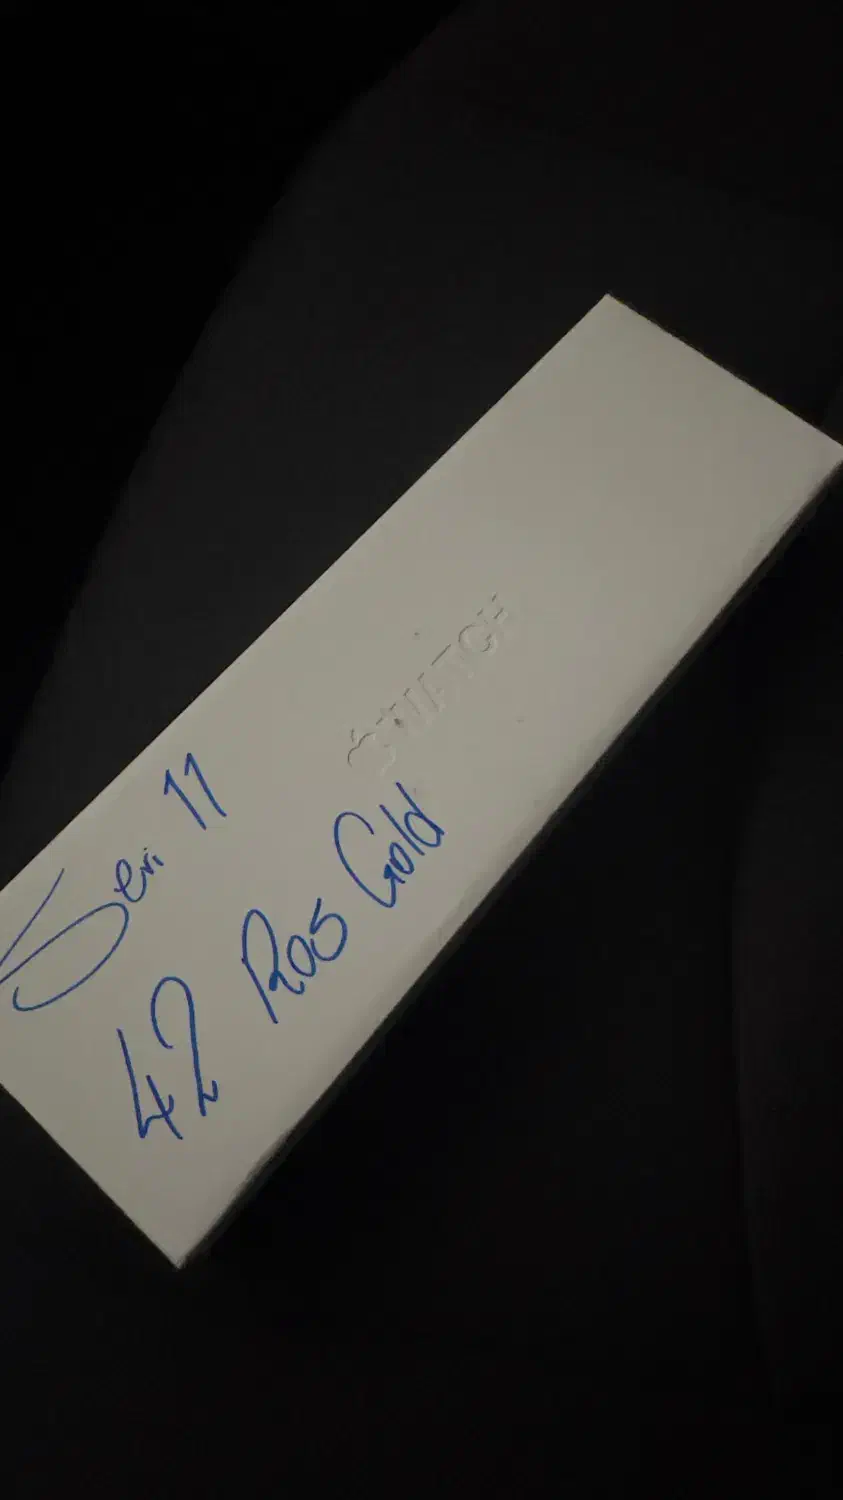 WATCH
Seri 11
42 Ros Gold